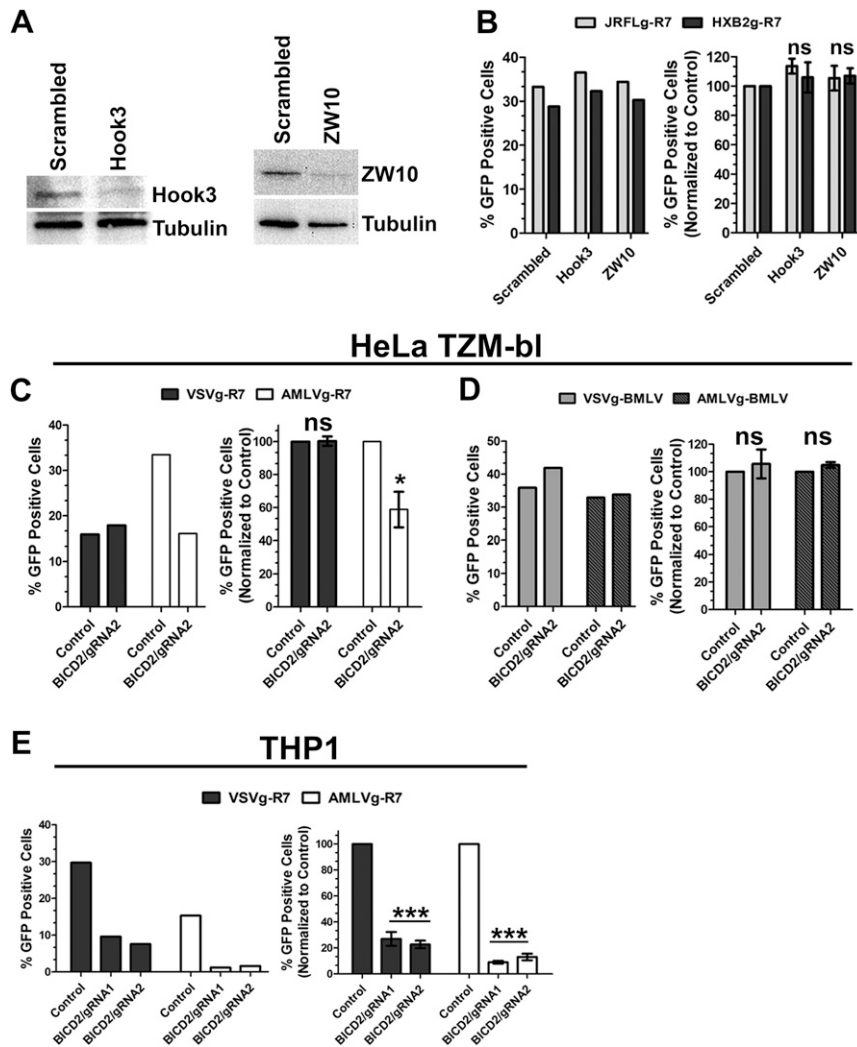 A
Scrambled
Hook3
Hook3
Tubulin
Scrambled
ZW10
ZW10
Tubulin
B
JRFLg-R7 HXB2g-R7
% GFP Positive Cells
40
30
20
10
0
Scrambled
Hook3
ZW10
% GFP Positive Cells
(Normalized to Control)
140
120
100
80
60
40
20
0
ns
ns
Scrambled
Hook3
ZW10
HeLa TZM-bl
C
VSVg-R7 AMLVg-R7
% GFP Positive Cells
40
30
20
10
0
Control
BICD2/gRNA2
Control
BICD2/gRNA2
% GFP Positive Cells
(Normalized to Control)
100
80
60
40
20
0
ns
*
Control
BICD2/gRNA2
Control
BICD2/gRNA2
D
VSVg-BMLV AMLVg-BMLV
% GFP Positive Cells
50
40
30
20
10
0
Control
BICD2/gRNA2
Control
BICD2/gRNA2
% GFP Positive Cells
(Normalized to Control)
120
100
80
60
40
20
0
ns
ns
Control
BICD2/gRNA2
Control
BICD2/gRNA2
E
THP1
VSVg-R7 AMLVg-R7
% GFP Positive Cells
40
30
20
10
0
Control
BICD2/gRNA1
BICD2/gRNA2
Control
BICD2/gRNA1
BICD2/gRNA2
% GFP Positive Cells
(Normalized to Control)
100
80
60
40
20
0
***
***
Control
BICD2/gRNA1
BICD2/gRNA2
Control
BICD2/gRNA1
BICD2/gRNA2